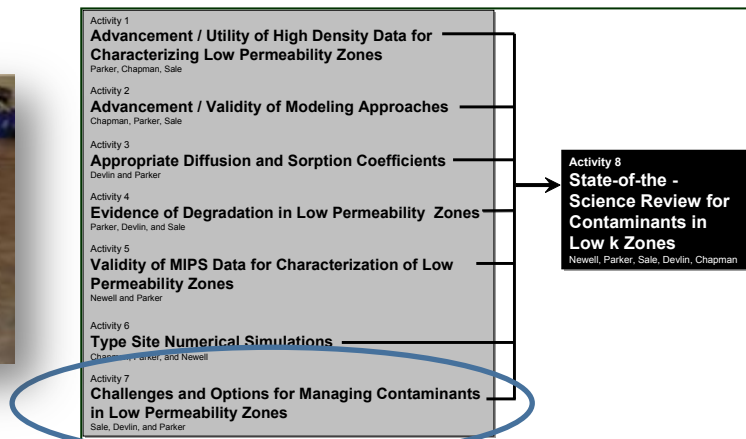 Activity 1
Advancement / Utility of High Density Data for
Characterizing Low Permeability Zones
Parker, Chapman, Sale
Activity 2
Advancement / Validity of Modeling Approaches
Chapman, Parker, Sale
Activity 3
Appropriate Diffusion and Sorption Coefficients
Devlin and Parker
Activity 4
Evidence of Degradation in Low Permeability Zones
Parker, Devlin, and Sale
Activity 5
Validity of MIPS Data for Characterization of Low
Permeability Zones
Newell and Parker
Activity 6
Type Site Numerical Simulations
Chapman, Parker, and Newell
Activity 7
Challenges and Options for Managing Contaminants
in Low Permeability Zones
Sale, Devlin, and Parker
Activity 8
State-of-the -
Science Review for
Contaminants in
Low k Zones
Newell, Parker, Sale, Devlin, Chapman